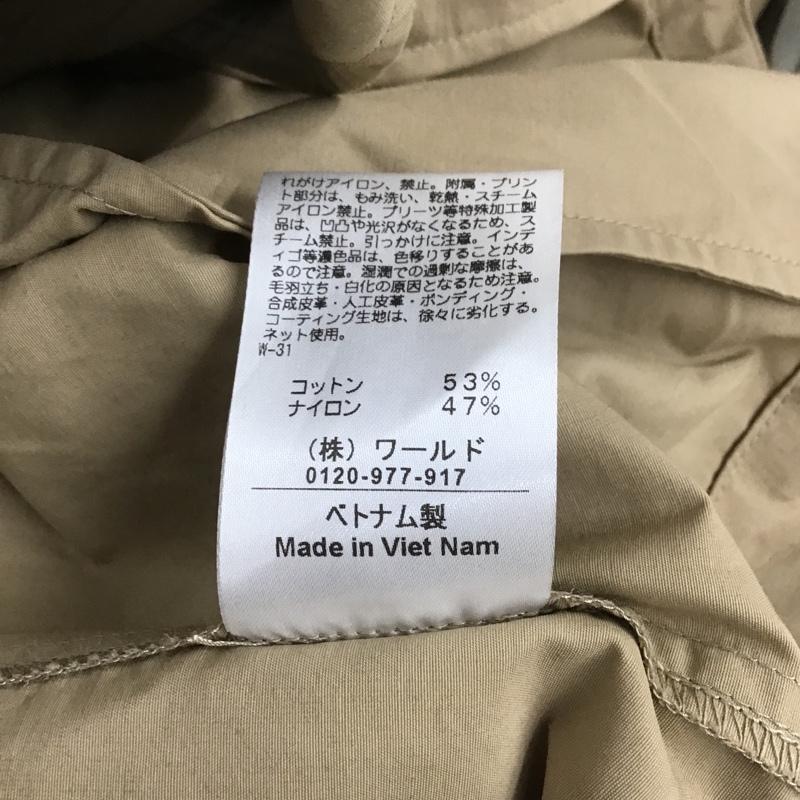 れがけアイロン、禁止。附属・プリン
ト部分は、もみ洗い、乾熱・スチーム
アイロン禁止。プリーツ等特殊加工製
品は、凹凸や光沢がなくなるため、ス
チーム禁止。引っかけに注意。インデ
ィゴ等濃色品は、色移りすることがあ
るので注意。湿潤での過剰な摩擦は、
毛羽立ち・白化の原因となるため注意。
合成皮革・人工皮革・ボンディング・
コーティング生地は、徐々に劣化する。
ネット使用。
W-31
コットン 53%
ナイロン 47%
（株）ワールド
0120-977-917
ベトナム製
Made in Viet Nam